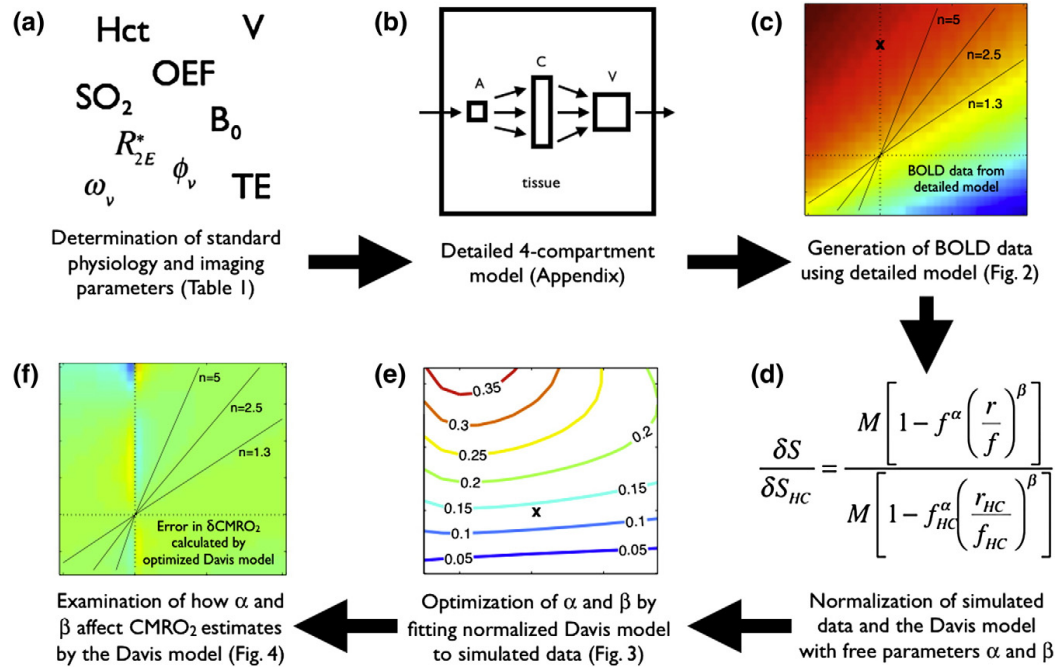 (a)
Hct
V
OEF
SO₂
B₀
R*₂E
ωᵥ
ϕᵥ
TE
Determination of standard
physiology and imaging
parameters (Table 1)
(b)
A
C
V
tissue
Detailed 4-compartment
model (Appendix)
(c)
n=5
n=2.5
n=1.3
x
BOLD data from
detailed model
Generation of BOLD data
using detailed model (Fig. 2)
(d)
δS / δS_HC = M[1 − f^α (r/f)^β] / M[1 − f_HC^α (r_HC/f_HC)^β]
Normalization of simulated
data and the Davis model
with free parameters α and β
(e)
0.35
0.3
0.25
0.2
0.2
0.15
0.15
x
0.1
0.1
0.05
0.05
Optimization of α and β by
fitting normalized Davis model
to simulated data (Fig. 3)
(f)
n=5
n=2.5
n=1.3
Error in δCMRO₂
calculated by
optimized Davis model
Examination of how α and
β affect CMRO₂ estimates
by the Davis model (Fig. 4)